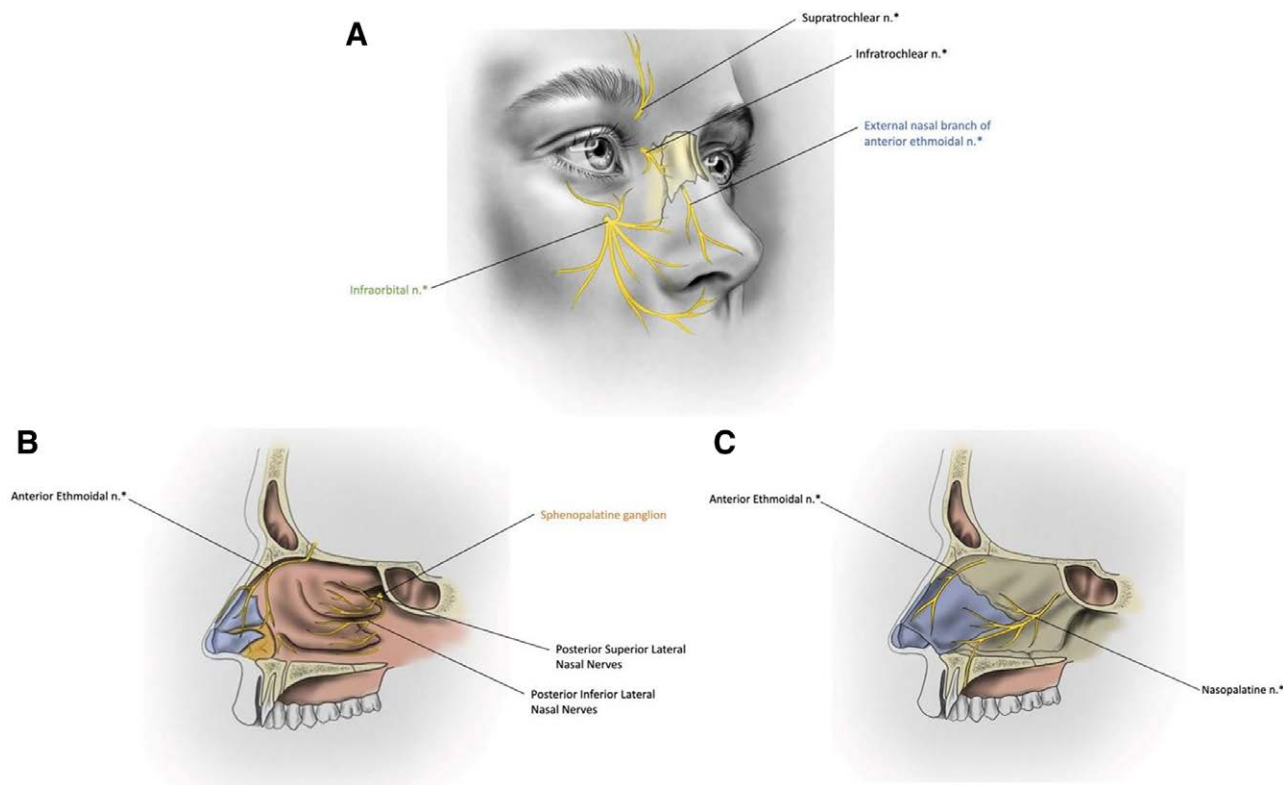 A
Supratrochlear n.*
Infratrochlear n.*
External nasal branch of
anterior ethmoidal n.*
Infraorbital n.*
B
Anterior Ethmoidal n.*
Sphenopalatine ganglion
Posterior Superior Lateral
Nasal Nerves
Posterior Inferior Lateral
Nasal Nerves
C
Anterior Ethmoidal n.*
Nasopalatine n.*